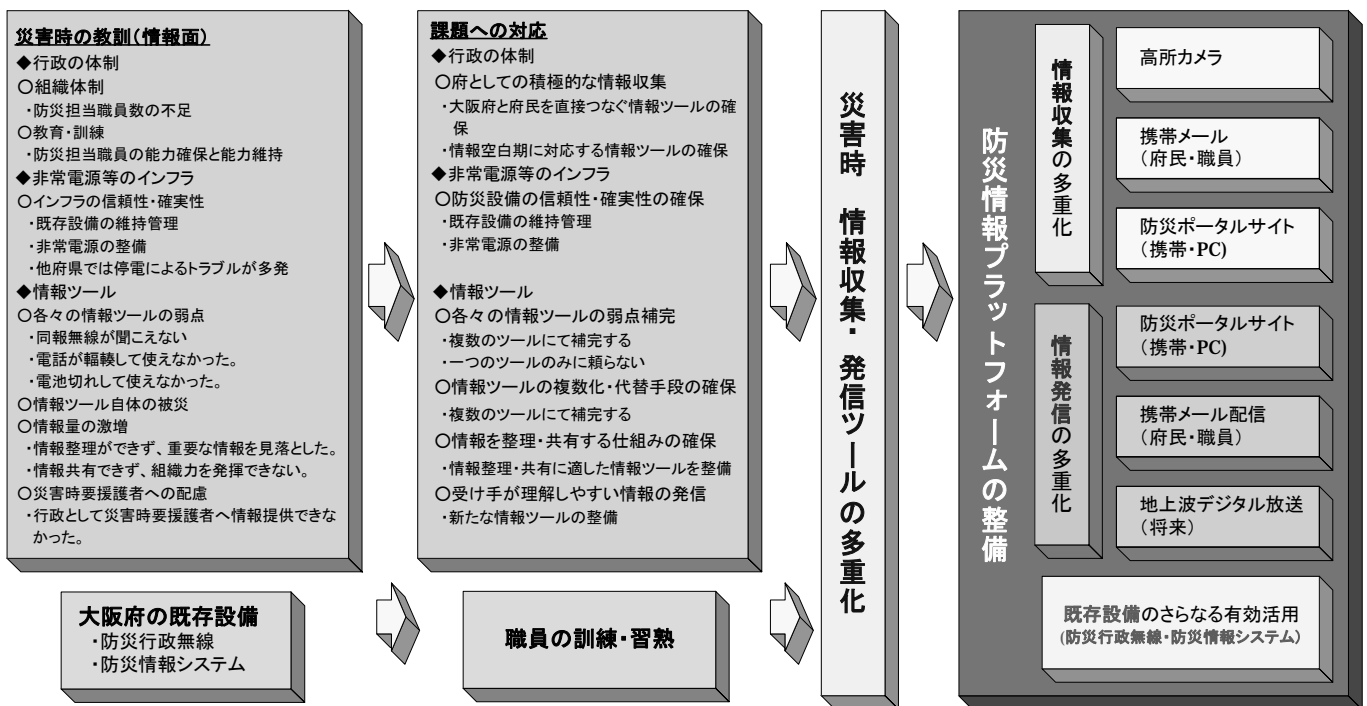 災害時の教訓(情報面)
◆行政の体制
○組織体制
・防災担当職員数の不足
○教育・訓練
・防災担当職員の能力確保と能力維持
◆非常電源等のインフラ
○インフラの信頼性・確実性
・既存設備の維持管理
・非常電源の整備
・他府県では停電によるトラブルが多発
◆情報ツール
○各々の情報ツールの弱点
・同報無線が聞こえない
・電話が輻輳して使えなかった。
・電池切れして使えなかった。
○情報ツール自体の被災
○情報量の激増
・情報整理ができず、重要な情報を見落とした。
・情報共有できず、組織力を発揮できない。
○災害時要援護者への配慮
・行政として災害時要援護者へ情報提供できな
かった。
大阪府の既存設備
・防災行政無線
・防災情報システム
課題への対応
◆行政の体制
○府としての積極的な情報収集
・大阪府と府民を直接つなぐ情報ツールの確
保
・情報空白期に対応する情報ツールの確保
◆非常電源等のインフラ
○防災設備の信頼性・確実性の確保
・既存設備の維持管理
・非常電源の整備
◆情報ツール
○各々の情報ツールの弱点補完
・複数のツールにて補完する
・一つのツールのみに頼らない
○情報ツールの複数化・代替手段の確保
・複数のツールにて補完する
○情報を整理・共有する仕組みの確保
・情報整理・共有に適した情報ツールを整備
○受け手が理解しやすい情報の発信
・新たな情報ツールの整備
職員の訓練・習熟
災害時 情報収集・発信ツールの多重化
防災情報プラットフォームの整備
情報収集の多重化
高所カメラ
携帯メール
(府民・職員)
防災ポータルサイト
(携帯・PC)
情報発信の多重化
防災ポータルサイト
(携帯・PC)
携帯メール配信
(府民・職員)
地上波デジタル放送
(将来)
既存設備のさらなる有効活用
(防災行政無線・防災情報システム)